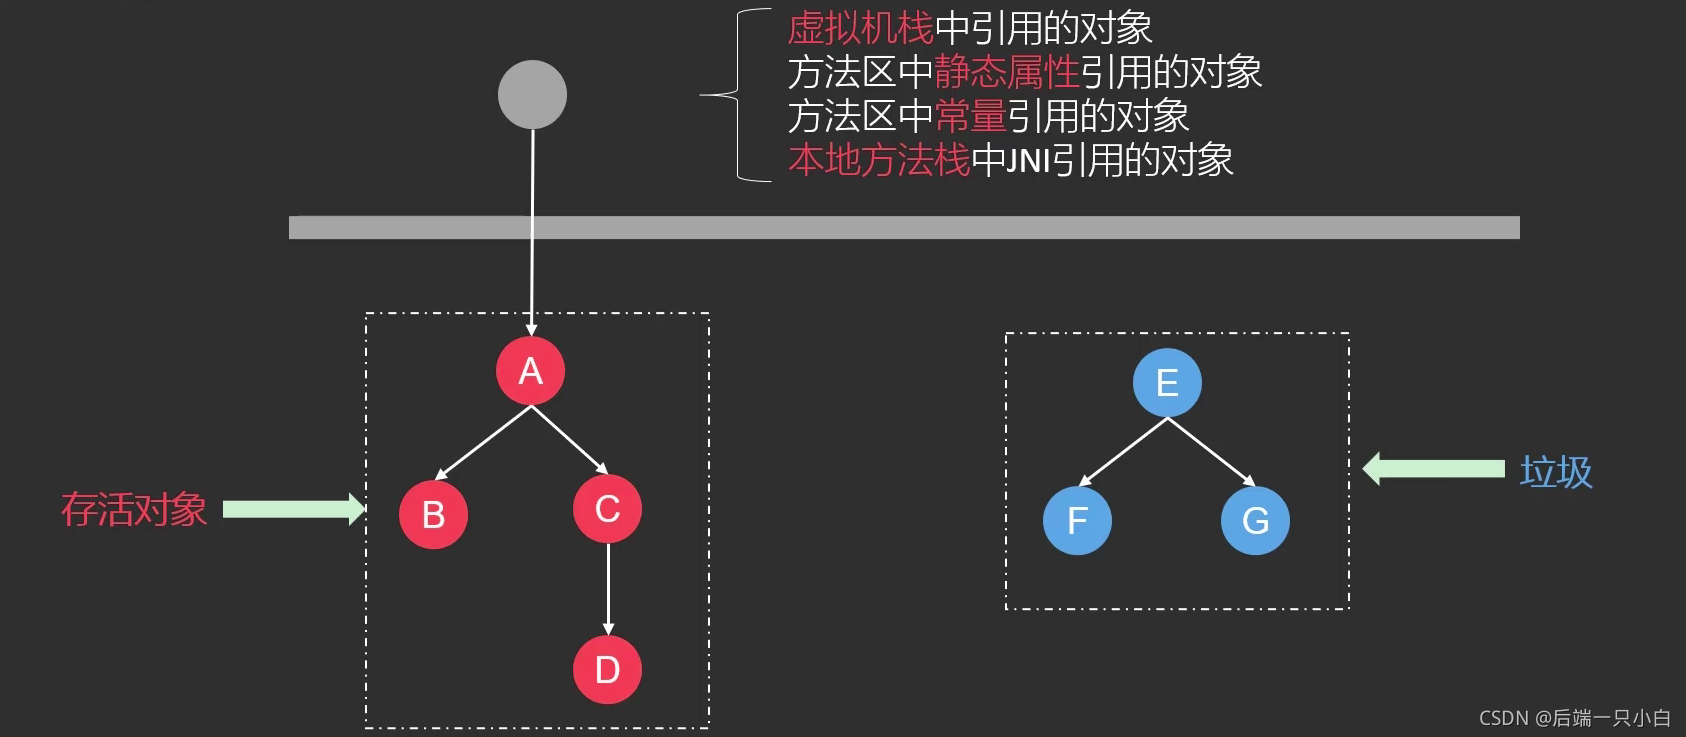 虚拟机栈中引用的对象
方法区中静态属性引用的对象
方法区中常量引用的对象
本地方法栈中JNI引用的对象
A
E
B
C
F
G
存活对象
垃圾
D
CSDN @后端一只小白